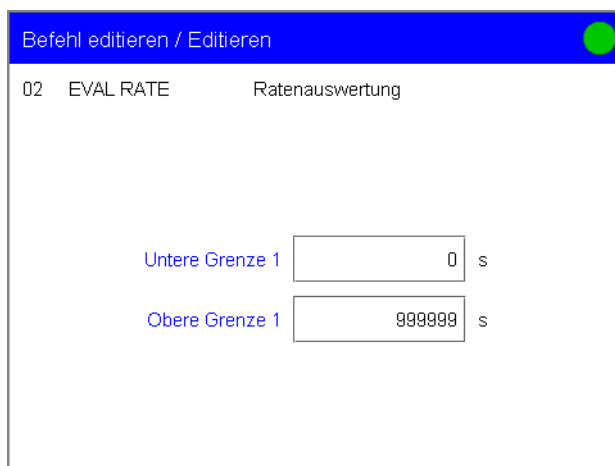 Befehl editieren / Editieren
02 EVAL RATE Ratenauswertung
Untere Grenze 1 0 s
Obere Grenze 1 999999 s